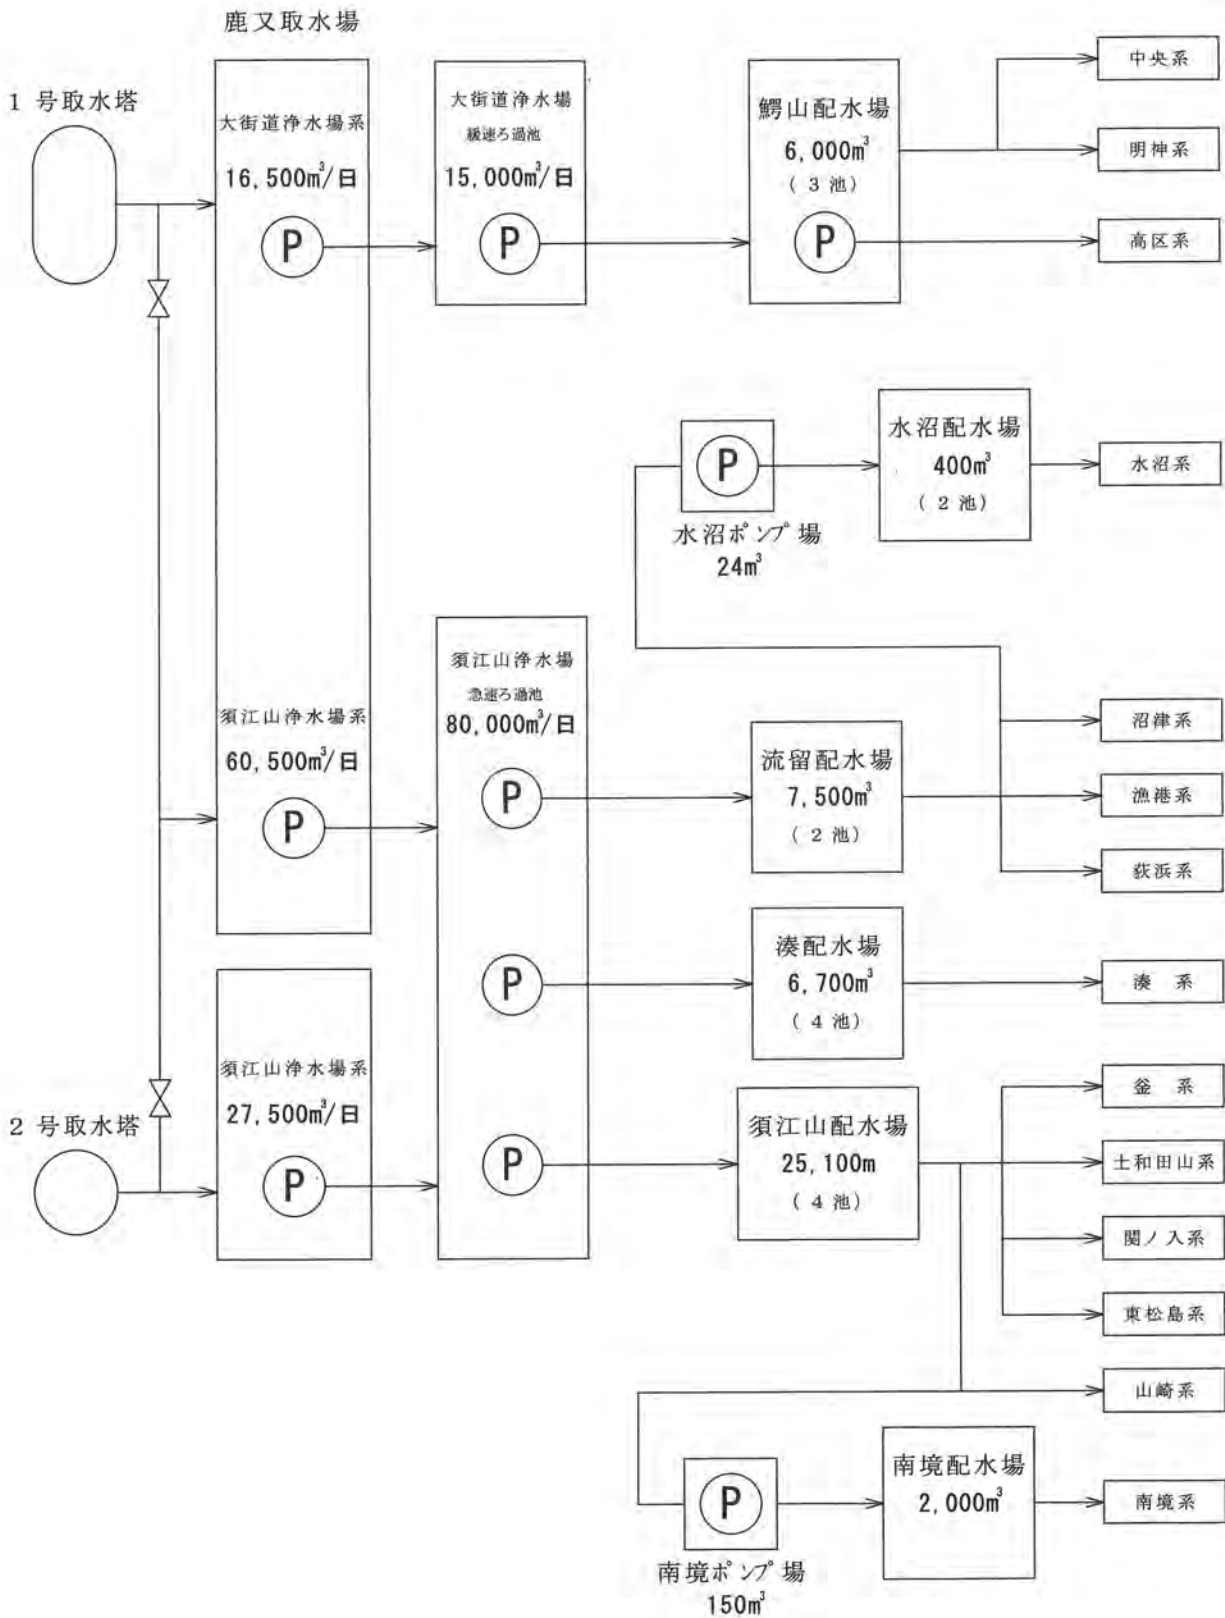 鹿又取水場
1 号取水塔
大街道浄水場系
16,500m³/日
P
大街道浄水場
緩速ろ過池
15,000m³/日
P
鰐山配水場
6,000m³
( 3 池)
P
中央系
明神系
高区系
P
水沼ポンプ場
24m³
水沼配水場
400m³
( 2 池)
水沼系
須江山浄水場系
60,500m³/日
P
須江山浄水場
急速ろ過池
80,000m³/日
P
P
P
流留配水場
7,500m³
( 2 池)
沼津系
漁港系
荻浜系
湊配水場
6,700m³
( 4 池)
湊 系
2 号取水塔
須江山浄水場系
27,500m³/日
P
須江山配水場
25,100m
( 4 池)
釜 系
土和田山系
関ノ入系
東松島系
山崎系
P
南境ポンプ場
150m³
南境配水場
2,000m³
南境系